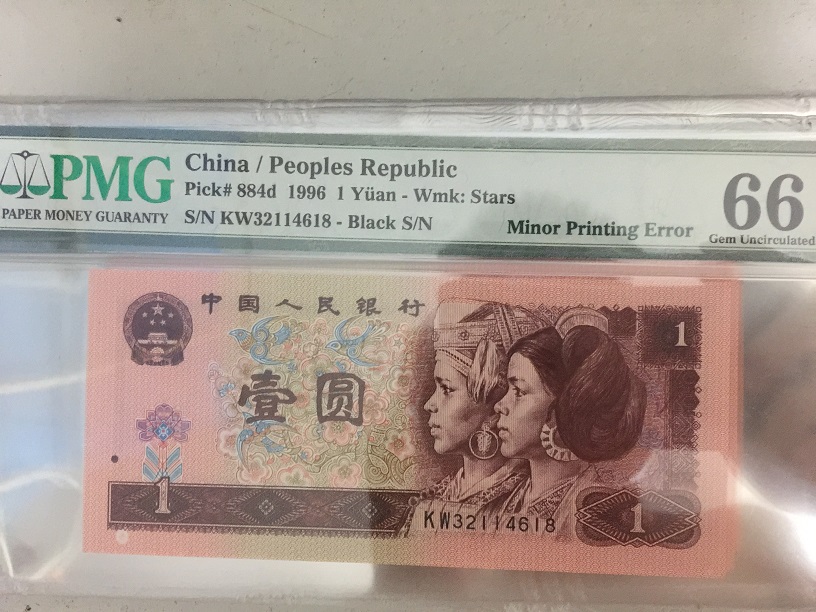 PMG
PAPER MONEY GUARANTY
China / Peoples Republic
Pick# 884d 1996 1 Yüan - Wmk: Stars
S/N KW32114618 - Black S/N
Minor Printing Error
66
Gem Uncirculated
中国人民银行
1
壹圆
1
KW32114618
1